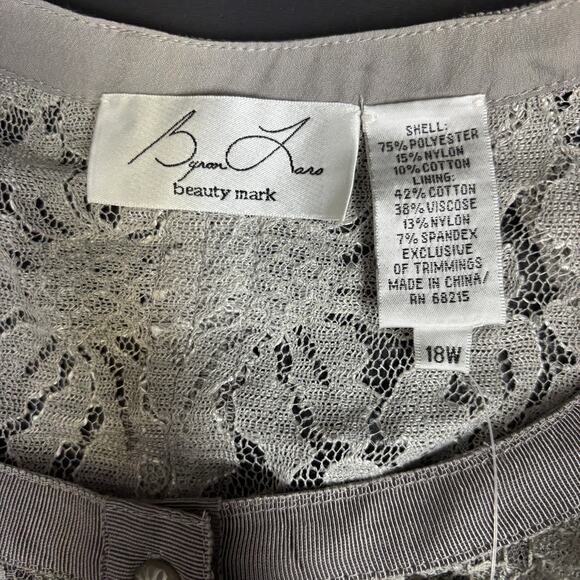 Byron Lars
beauty mark
SHELL:
75% POLYESTER
15% NYLON
10% COTTON
LINING:
42% COTTON
38% VISCOSE
13% NYLON
7% SPANDEX
EXCLUSIVE
OF TRIMMINGS
MADE IN CHINA/
RN 68215
18W